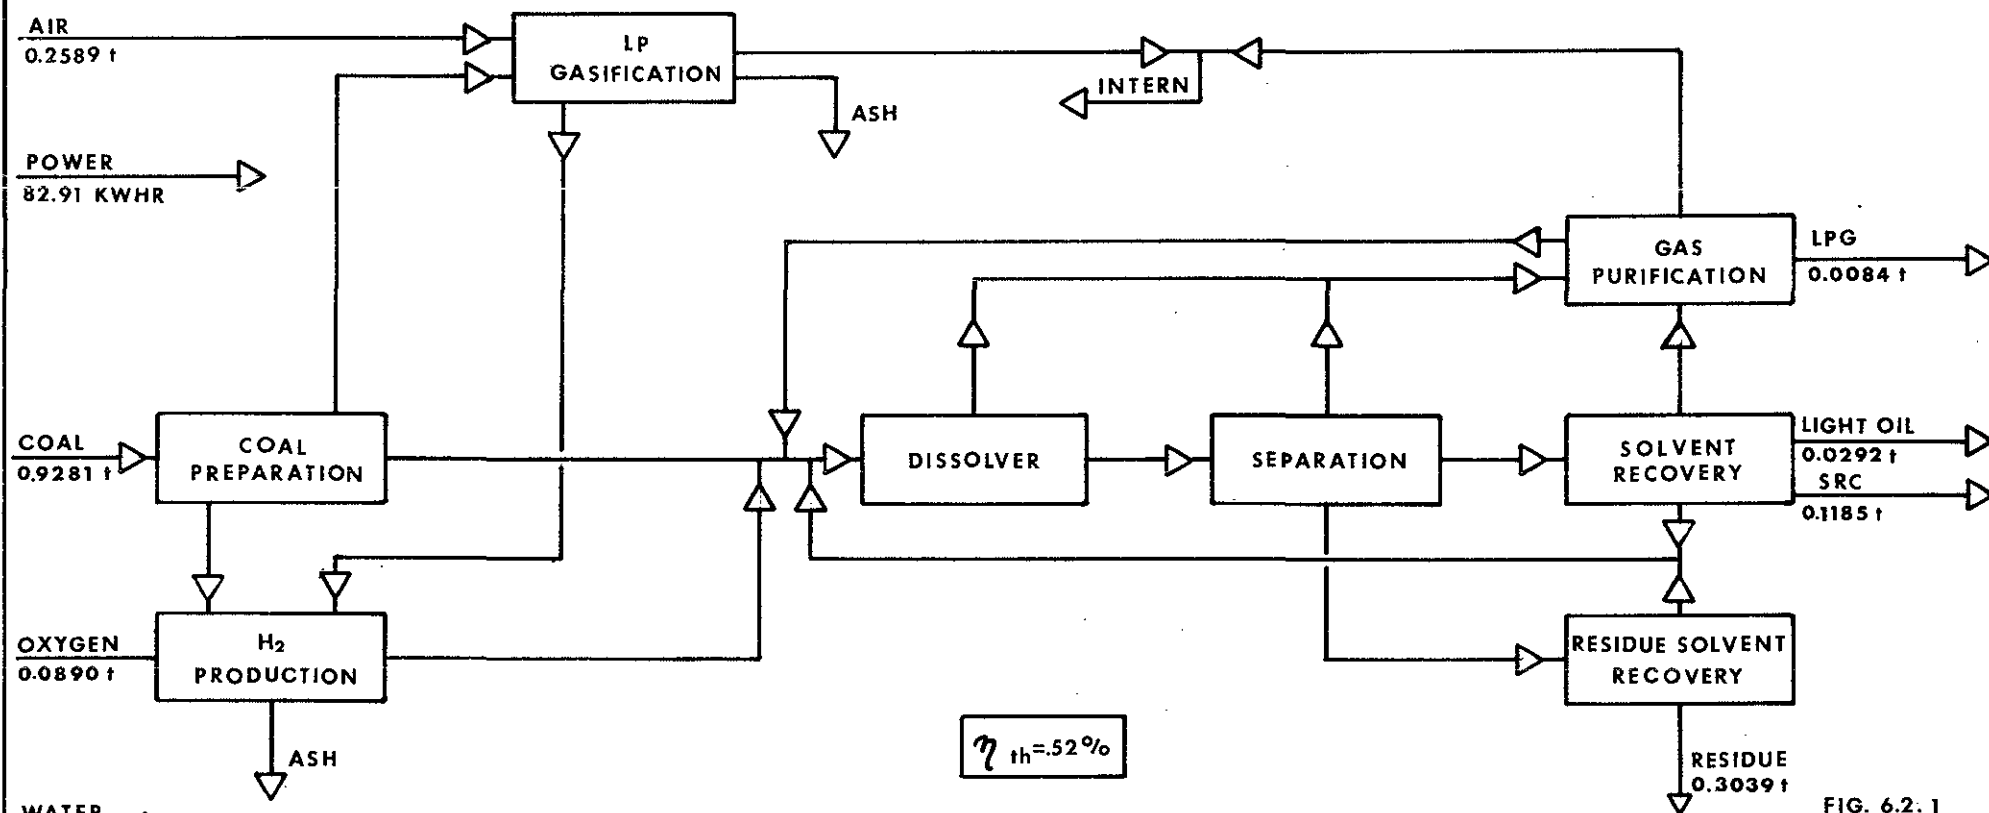 AIR
0.2589 t
LP
GASIFICATION
INTERN
ASH
POWER
82.91 KWHR
GAS
PURIFICATION
LPG
0.0084 t
COAL
0.9281 t
COAL
PREPARATION
DISSOLVER
SEPARATION
SOLVENT
RECOVERY
LIGHT OIL
0.0292 t
SRC
0.1185 t
OXYGEN
0.0890 t
H2
PRODUCTION
RESIDUE SOLVENT
RECOVERY
η th=.52%
ASH
RESIDUE
0.3039 t
WATER
FIG. 6.2.1